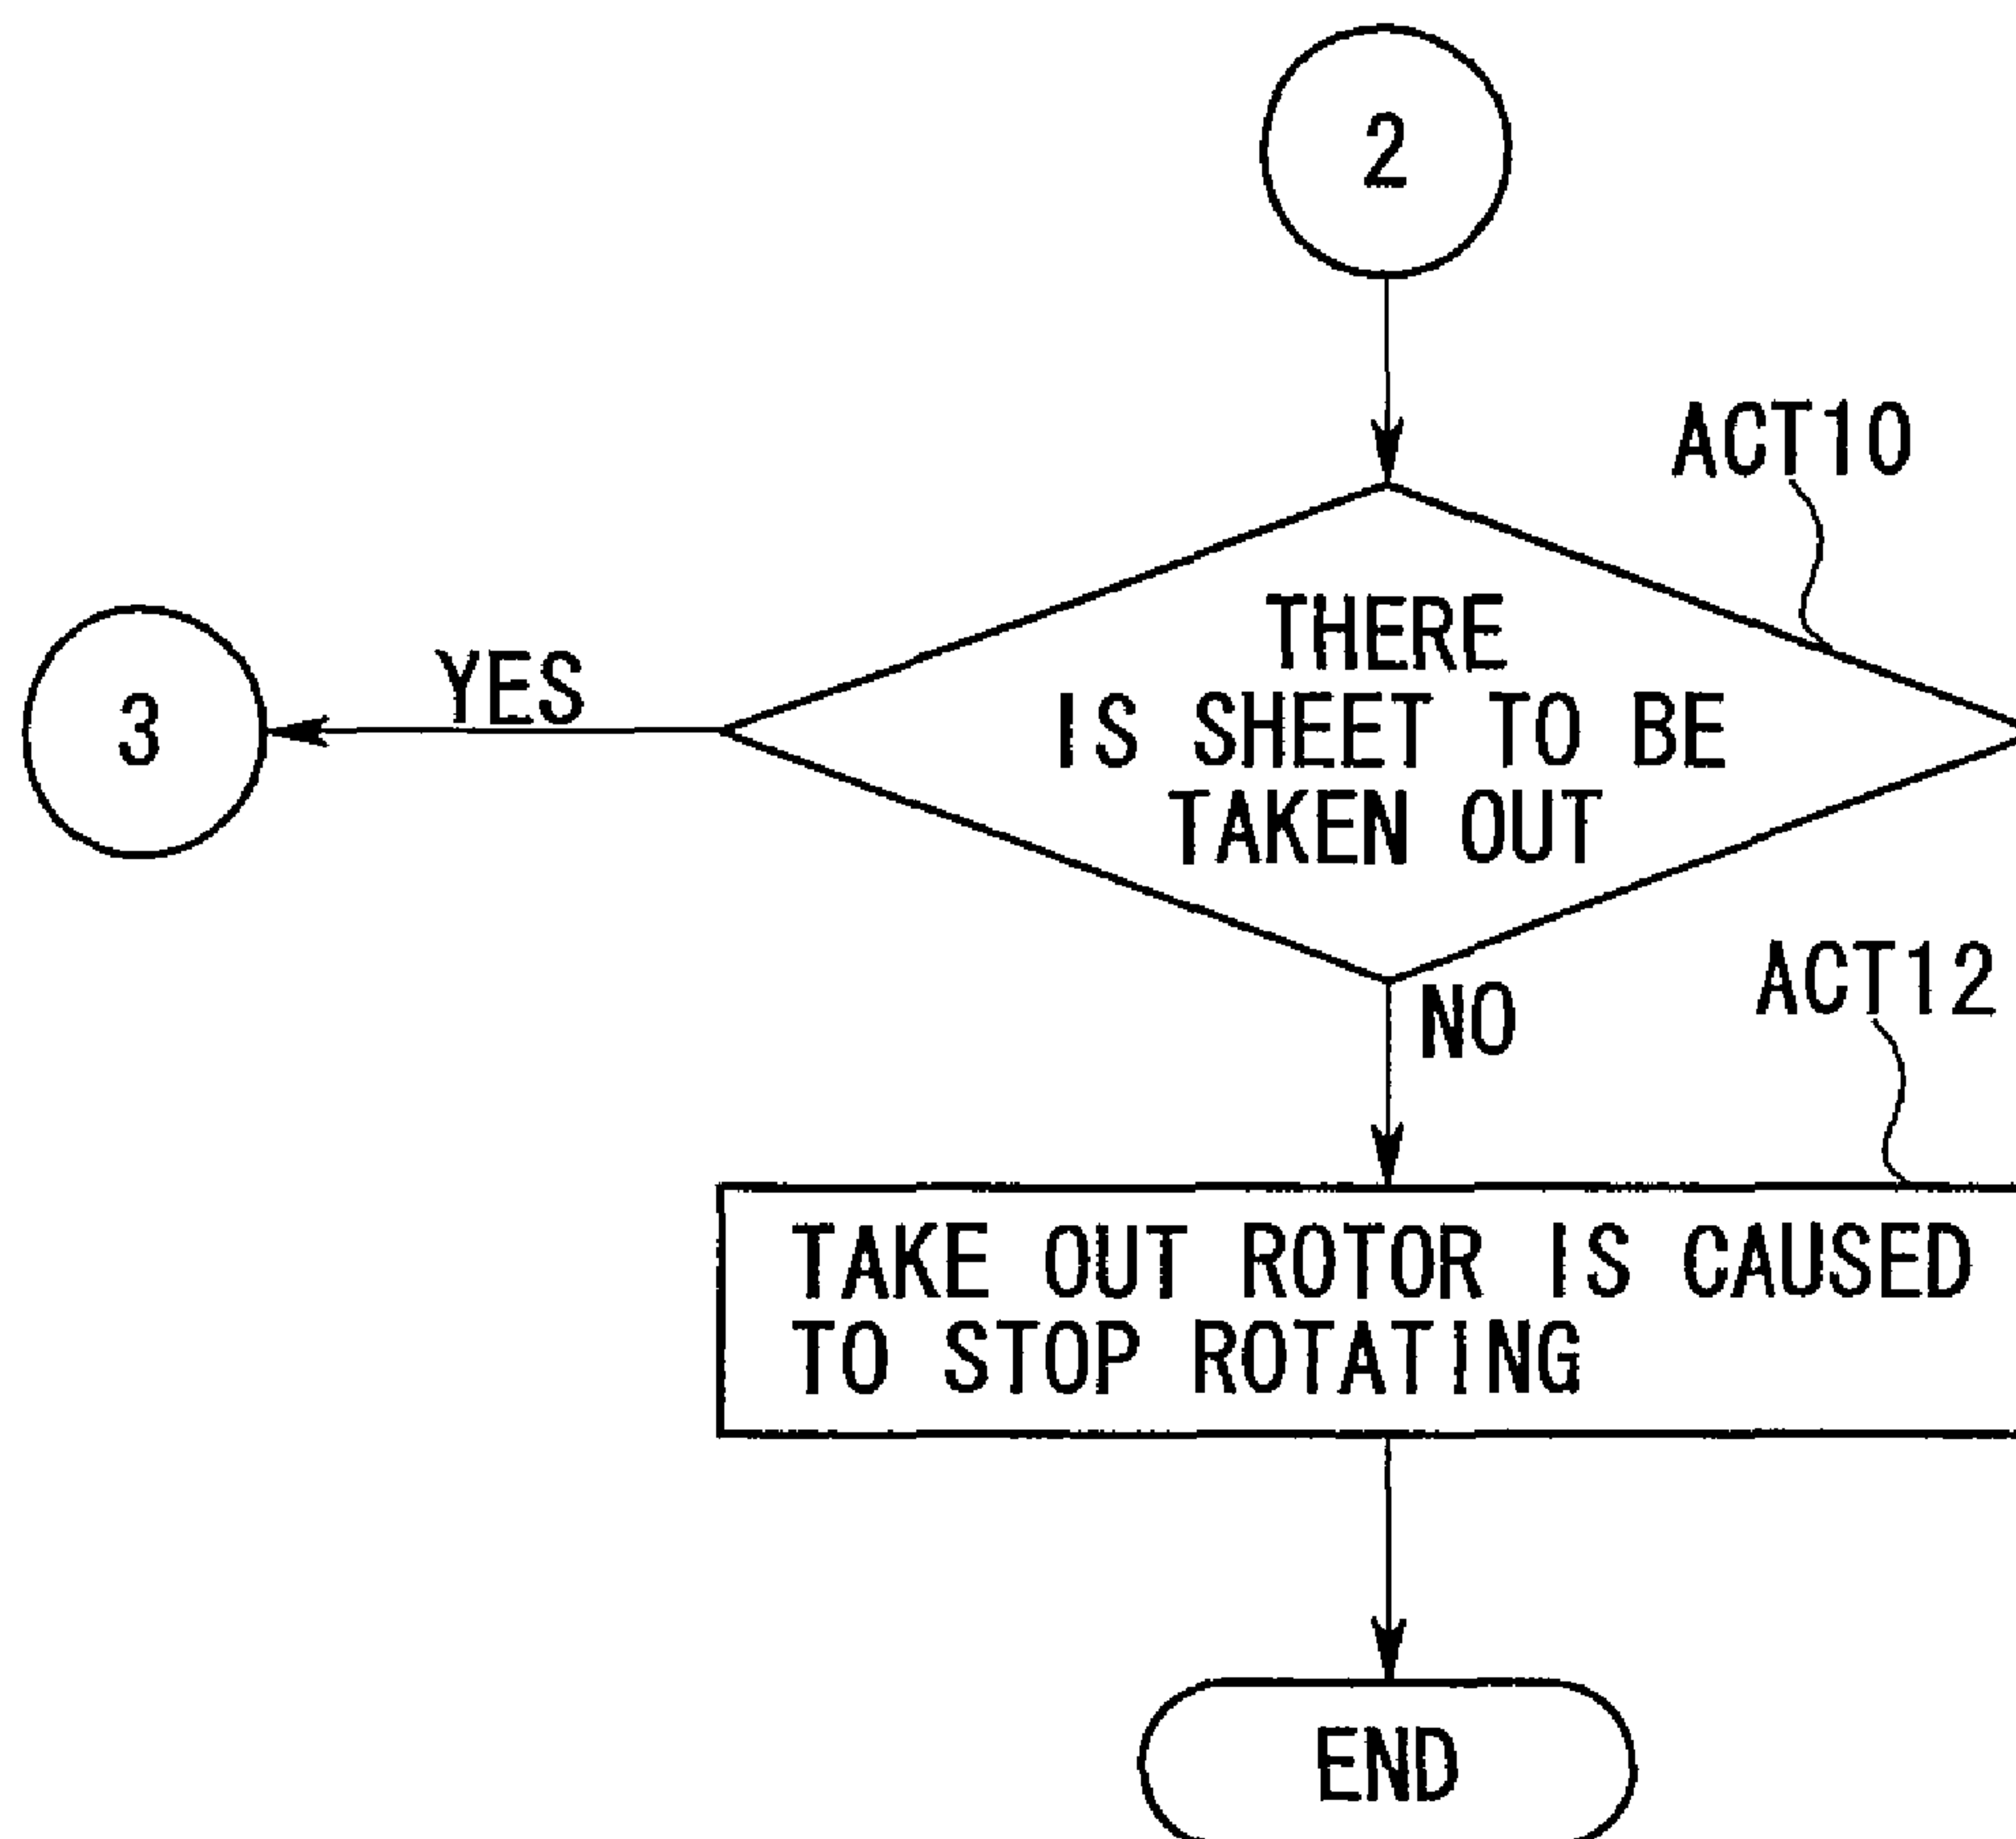 2
ACT10
THERE
IS SHEET TO BE
TAKEN OUT
YES
3
NO
ACT12
TAKE OUT ROTOR IS CAUSED
TO STOP ROTATING
END